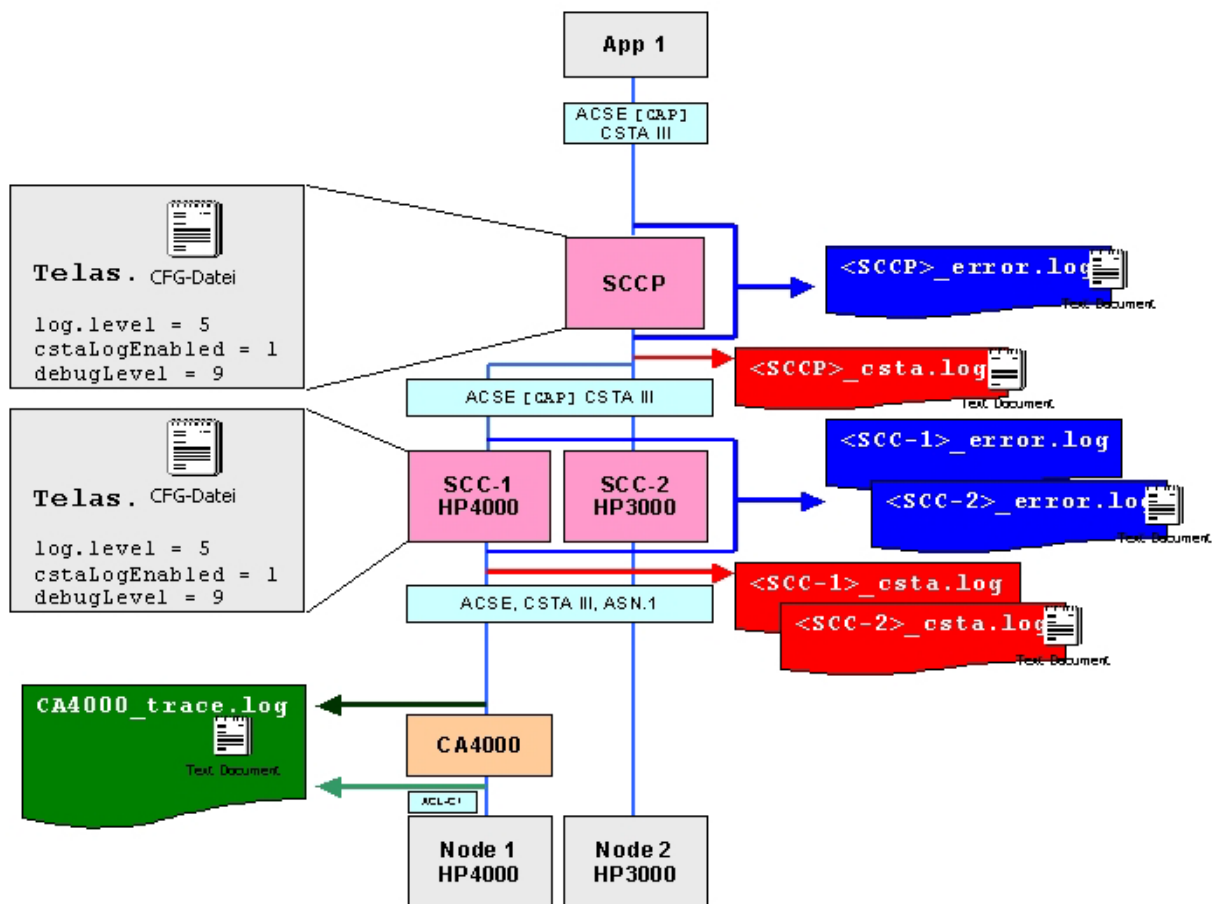 App 1
ACSE [CAP]
CSTA III
Telas.
CFG-Datei
log.level = 5
cstaLogEnabled = 1
debugLevel = 9
SCCP
<SCCP>_error.log
Text Document
<SCCP>_csta.log
Text Document
ACSE [CAP] CSTA III
Telas.
CFG-Datei
log.level = 5
cstaLogEnabled = 1
debugLevel = 9
SCC-1
HP4000
SCC-2
HP3000
<SCC-1>_error.log
<SCC-2>_error.log
Text Document
ACSE, CSTA III, ASN.1
<SCC-1>_csta.log
<SCC-2>_csta.log
Text Document
CA4000_trace.log
Text Document
CA4000
Node 1
HP4000
Node 2
HP3000